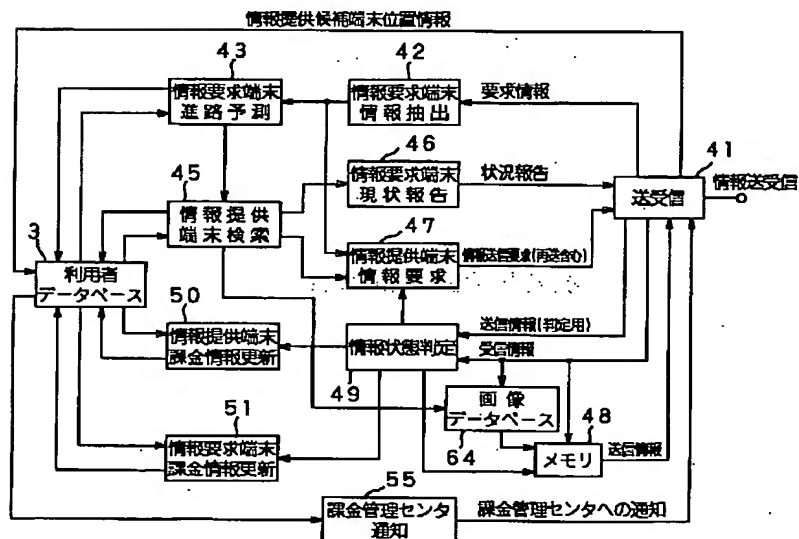 情報提供候補端末位置情報
43
情報要求端末
進路予測
42
情報要求端末
情報抽出
要求情報
41
送受信
情報送受信
46
情報要求端末
現状報告
状況報告
45
情報提供
端末検索
47
情報提供端末
情報要求
情報送信要求(再送含む)
3
利用者
データベース
50
情報提供端末
課金情報更新
情報状態判定
49
送信情報(判定用)
受信情報
画像
データベース
64
48
メモリ
送信情報
51
情報要求端末
課金情報更新
55
課金管理センタ
通知
課金管理センタへの通知